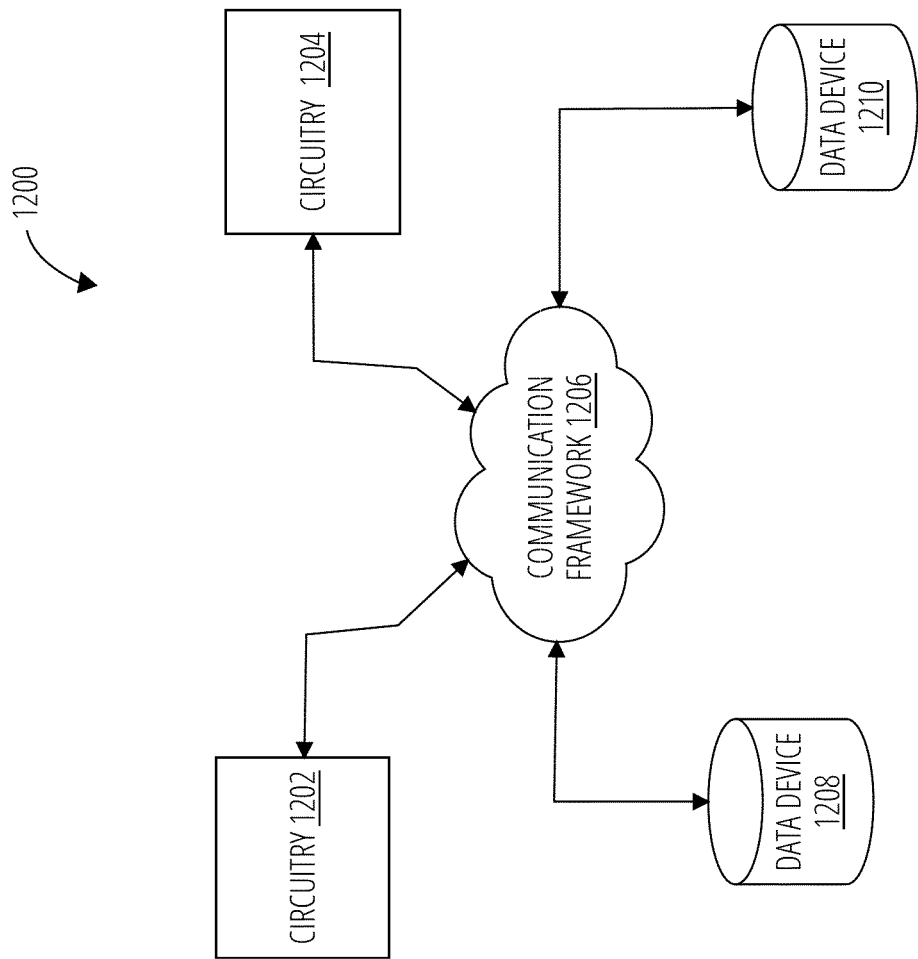 1200
CIRCUITRY 1202
CIRCUITRY 1204
COMMUNICATION
FRAMEWORK 1206
DATA DEVICE
1208
DATA DEVICE
1210